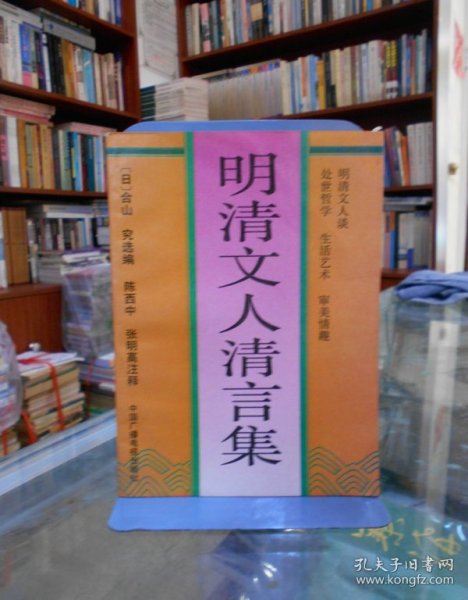 明清文人谈
处世哲学 生活艺术 审美情趣
明清文人清言集
[日]合山 究选编 陈西中 张明高注释
中国广播电视出版社
孔夫子旧书网
www.kongfz.com